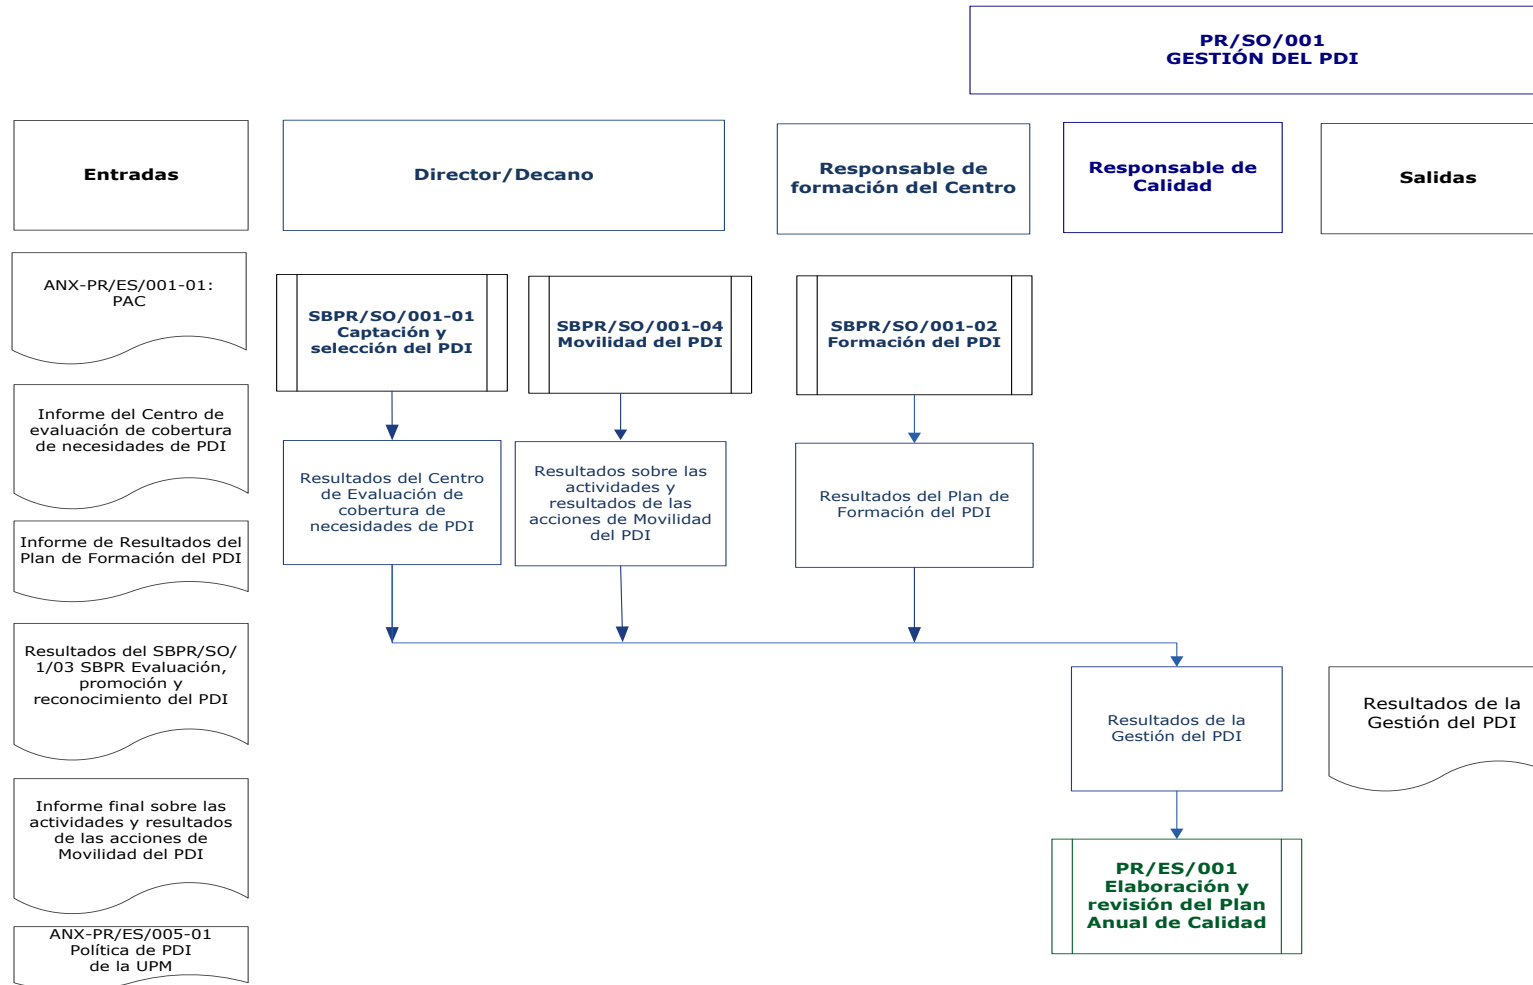 PR/SO/001
GESTIÓN DEL PDI
Entradas
Director/Decano
Responsable de
formación del Centro
Responsable de
Calidad
Salidas
ANX-PR/ES/001-01:
PAC
SBPR/SO/001-01
Captación y
selección del PDI
SBPR/SO/001-04
Movilidad del PDI
SBPR/SO/001-02
Formación del PDI
Informe del Centro de
evaluación de cobertura
de necesidades de PDI
Resultados del Centro
de Evaluación de
cobertura de
necesidades de PDI
Resultados sobre las
actividades y
resultados de las
acciones de Movilidad
del PDI
Resultados del Plan de
Formación del PDI
Informe de Resultados del
Plan de Formación del PDI
Resultados del SBPR/SO/
1/03 SBPR Evaluación,
promoción y
reconocimiento del PDI
Resultados de la
Gestión del PDI
Resultados de la
Gestión del PDI
Informe final sobre las
actividades y resultados
de las acciones de
Movilidad del PDI
PR/ES/001
Elaboración y
revisión del Plan
Anual de Calidad
ANX-PR/ES/005-01
Política de PDI
de la UPM